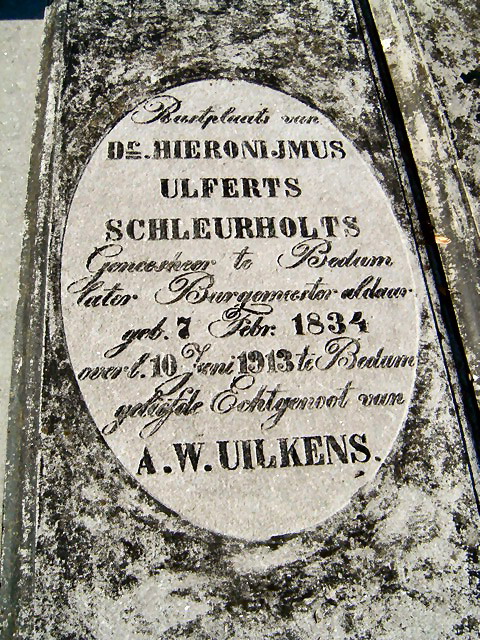 Rustplaats van
Dr. HIERONIJMUS
ULFERTS
SCHLEURHOLTS
Geneesheer te Bedum
later Burgemeester aldaar
geb. 7 Febr. 1834
overl. 10 Juni 1913 te Bedum
geliefde Echtgenoot van
A.W. UILKENS.